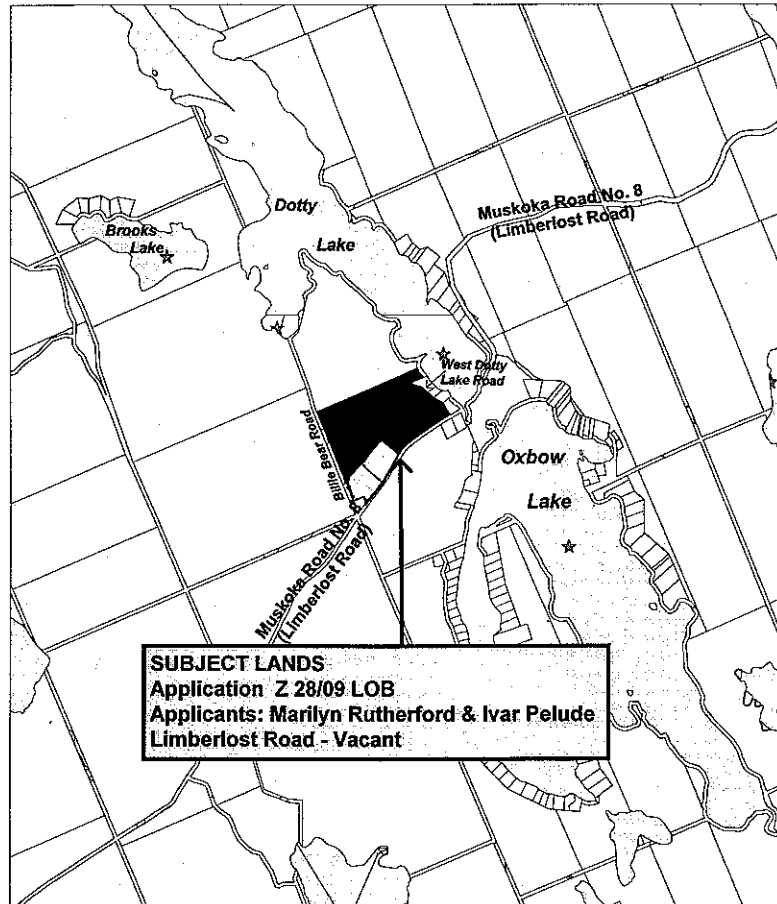 Dotty
Lake
Muskoka Road No. 8
(Limberlost Road)
Brooks
Lake
West Dotty
Lake Road
Billie Bear Road
Oxbow
Lake
Muskoka Road No. 8
(Limberlost Road)
SUBJECT LANDS
Application Z 28/09 LOB
Applicants: Marilyn Rutherford & Ivar Pelude
Limberlost Road - Vacant